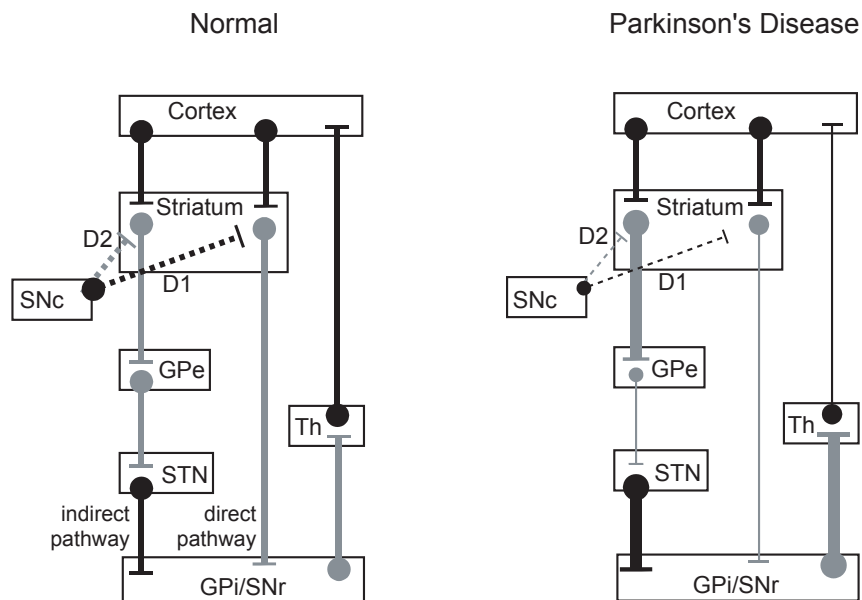 Normal
Cortex
Striatum
D2
D1
SNc
GPe
Th
STN
indirect
pathway
direct
pathway
GPi/SNr
Parkinson's Disease
Cortex
Striatum
D2
D1
SNc
GPe
Th
STN
GPi/SNr